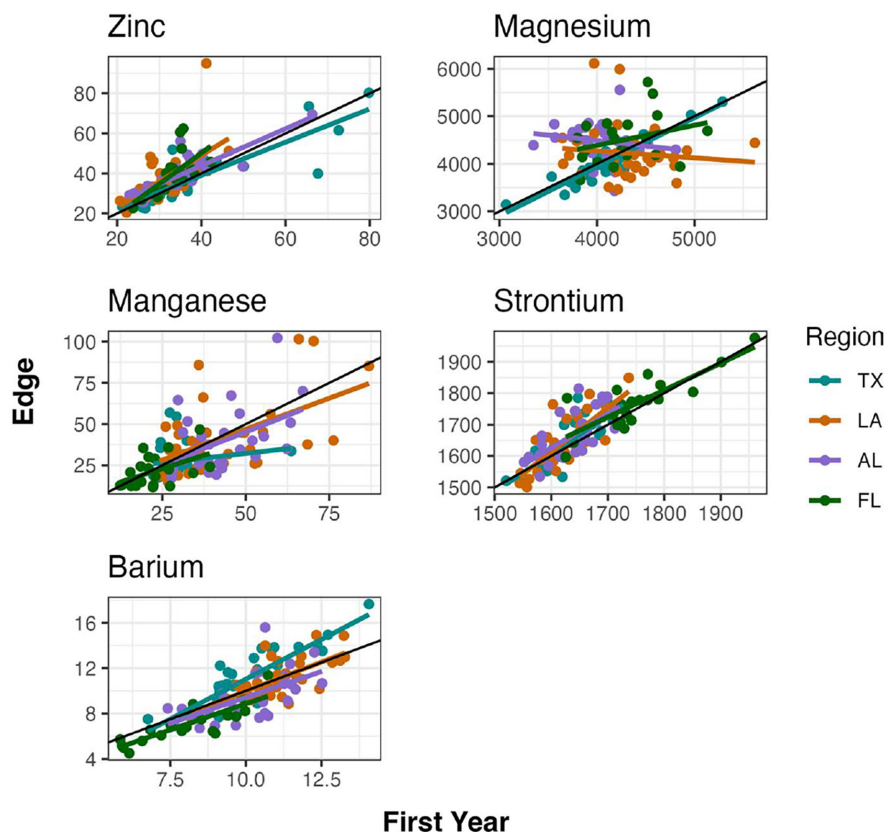 Zinc
80
60
40
20
20 40 60 80
Magnesium
6000
5000
4000
3000
3000 4000 5000
Manganese
100
75
50
25
25 50 75
Strontium
1900
1800
1700
1600
1500
1500 1600 1700 1800 1900
Barium
16
12
8
4
7.5 10.0 12.5
Edge
First Year
Region
TX
LA
AL
FL